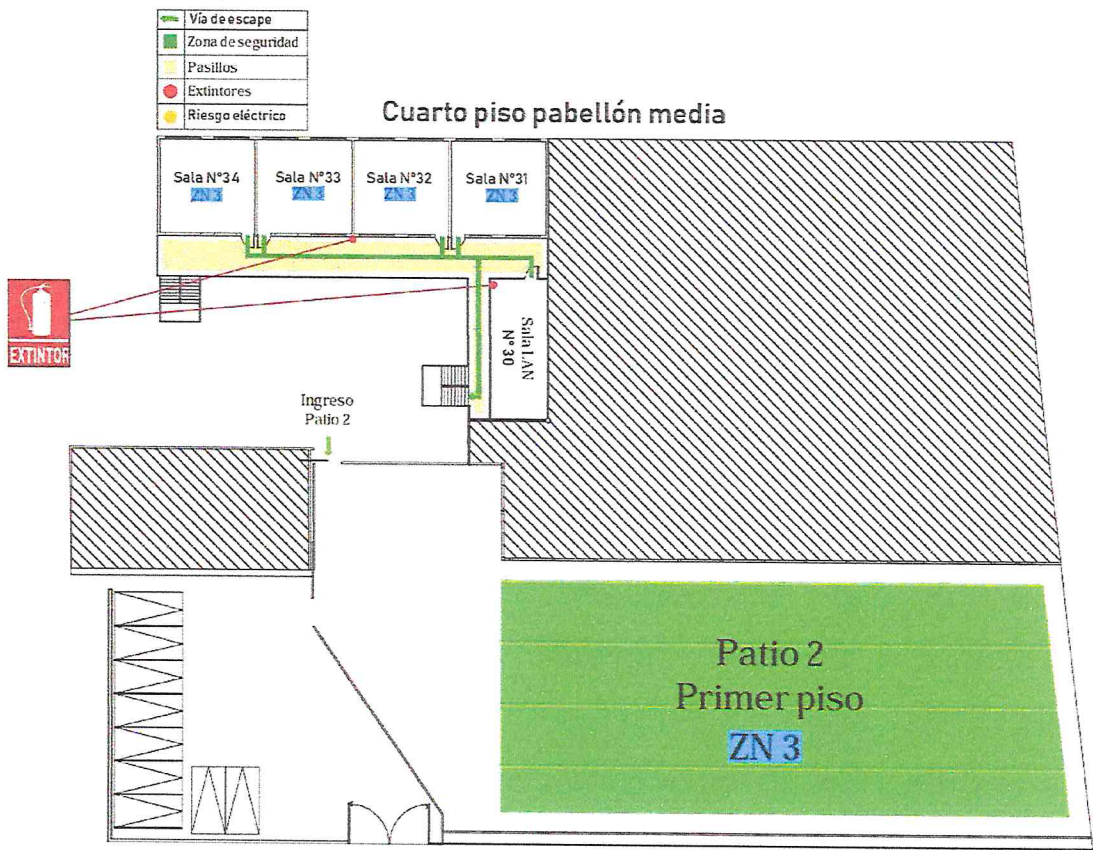 Vía de escape
Zona de seguridad
Pasillos
Extintores
Riesgo eléctrico
Cuarto piso pabellón media
Sala N°34
ZN 3
Sala N°33
ZN 3
Sala N°32
ZN 3
Sala N°31
ZN 3
EXTINTOR
Sala LAN
N° 30
Ingreso
Patio 2
Patio 2
Primer piso
ZN 3